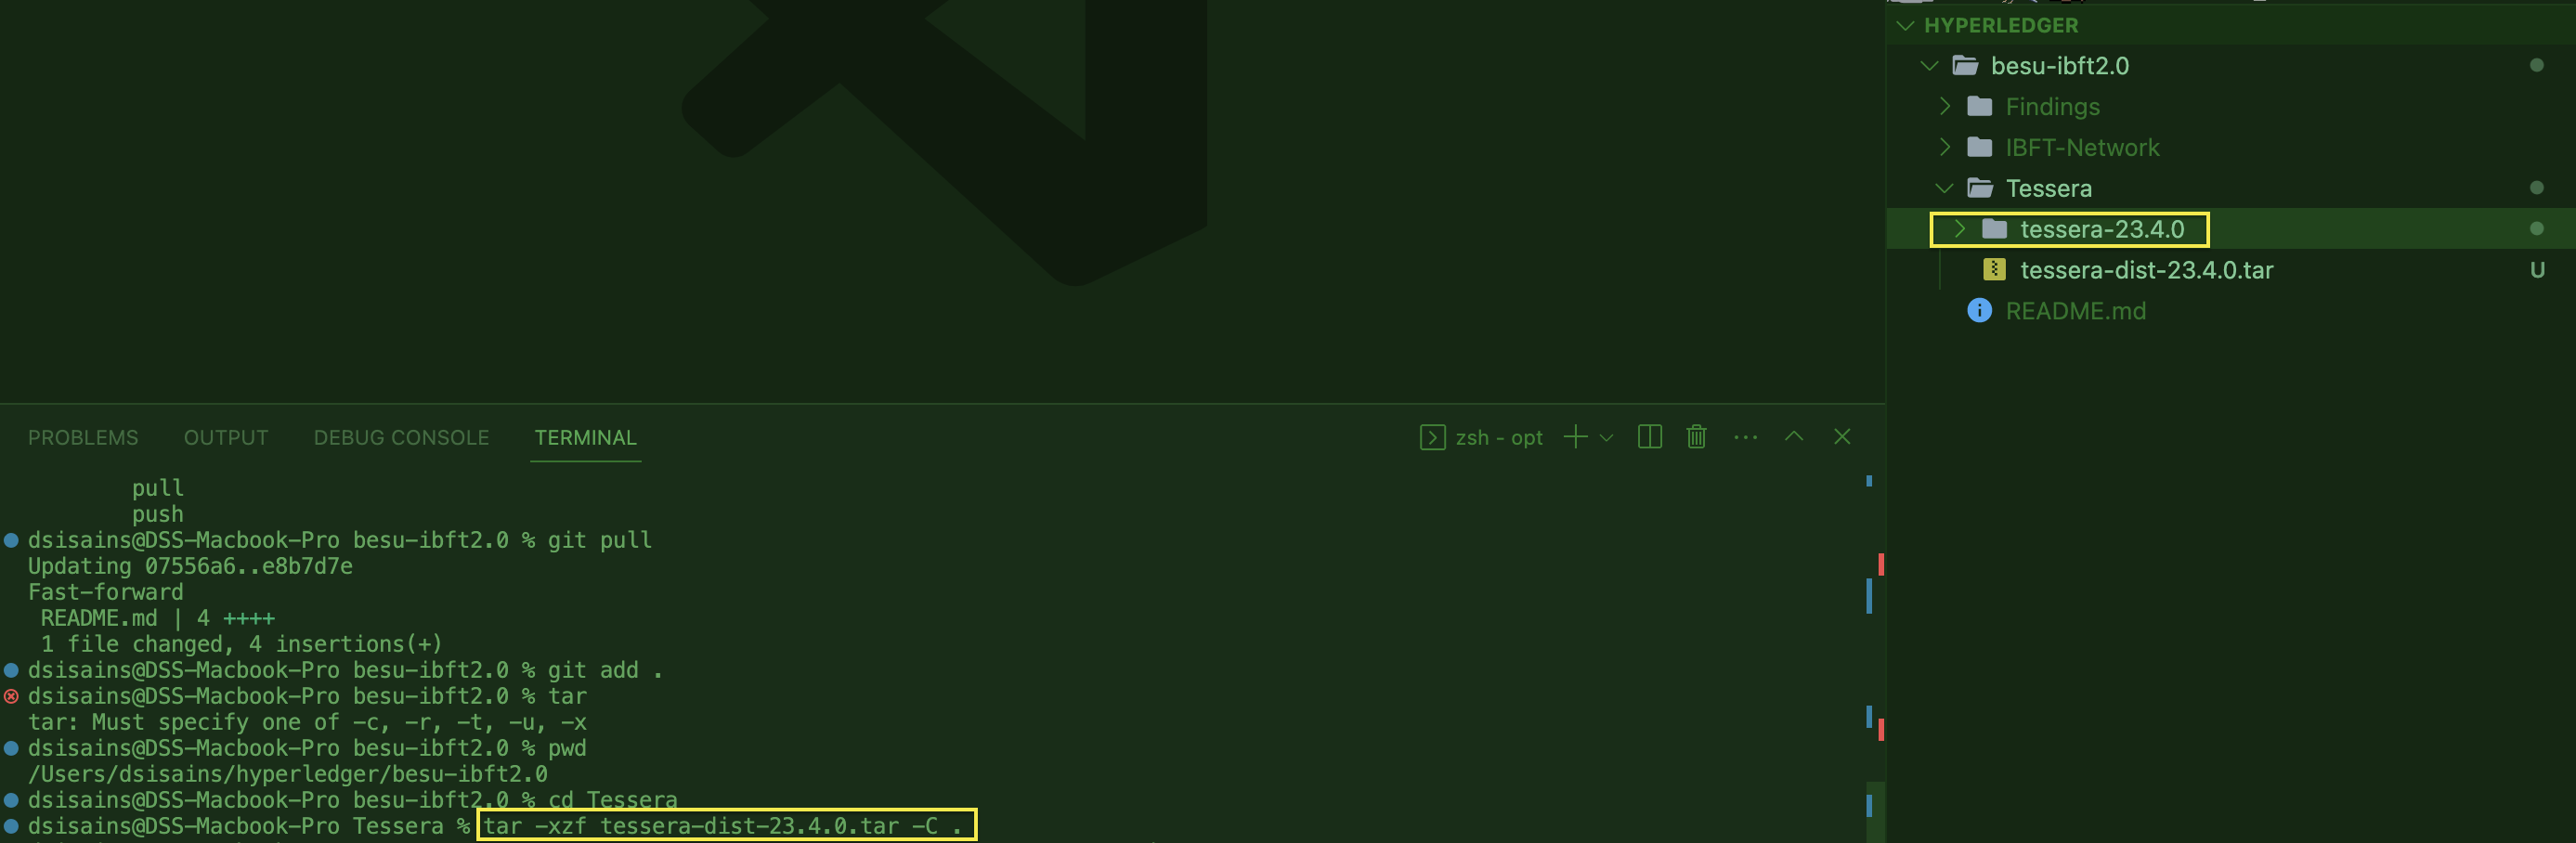 HYPERLEDGER
besu-ibft2.0
Findings
IBFT-Network
Tessera
tessera-23.4.0
tessera-dist-23.4.0.tar U
README.md
PROBLEMS OUTPUT DEBUG CONSOLE TERMINAL zsh - opt
pull
push
dsisains@DSS-Macbook-Pro besu-ibft2.0 % git pull
Updating 07556a6..e8b7d7e
Fast-forward
README.md | 4 ++++
1 file changed, 4 insertions(+)
dsisains@DSS-Macbook-Pro besu-ibft2.0 % git add .
dsisains@DSS-Macbook-Pro besu-ibft2.0 % tar
tar: Must specify one of -c, -r, -t, -u, -x
dsisains@DSS-Macbook-Pro besu-ibft2.0 % pwd
/Users/dsisains/hyperledger/besu-ibft2.0
dsisains@DSS-Macbook-Pro besu-ibft2.0 % cd Tessera
dsisains@DSS-Macbook-Pro Tessera % tar -xzf tessera-dist-23.4.0.tar -C .